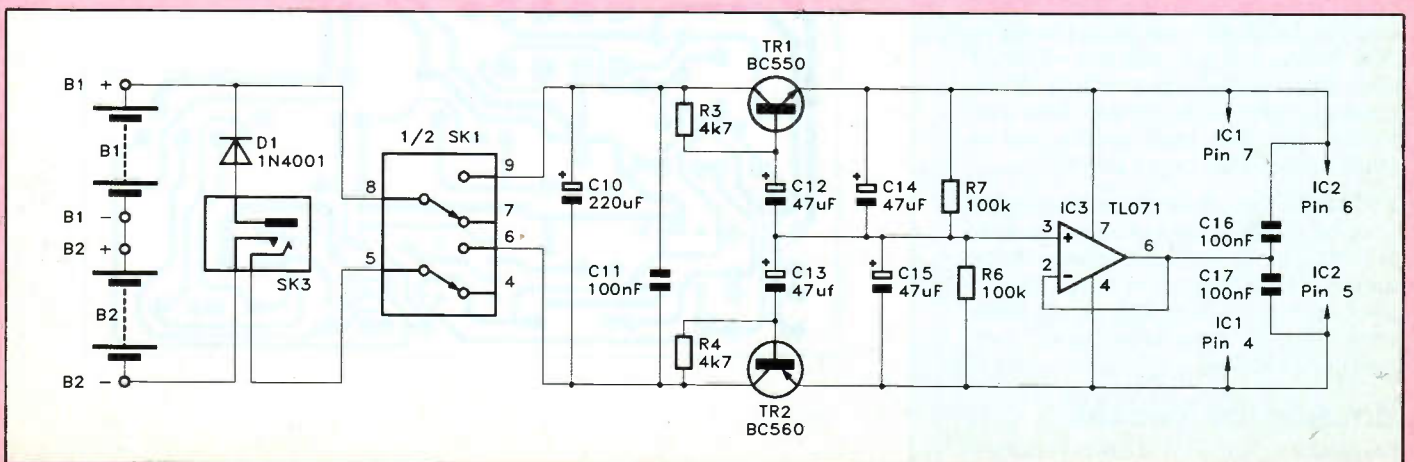 B1 +
B1
B1 -
B2 +
B2
B2 -
D1
1N4001
SK3
1/2 SK1
8
9
7
6
5
4
C10
220uF
C11
100nF
R3
4k7
R4
4k7
TR1
BC550
TR2
BC560
C12
47uF
C13
47uf
C14
47uF
C15
47uF
R7
100k
R6
100k
IC3
TL071
3
+
2
-
7
4
6
IC1
Pin 7
IC1
Pin 4
C16
100nF
C17
100nF
IC2
Pin 6
IC2
Pin 5